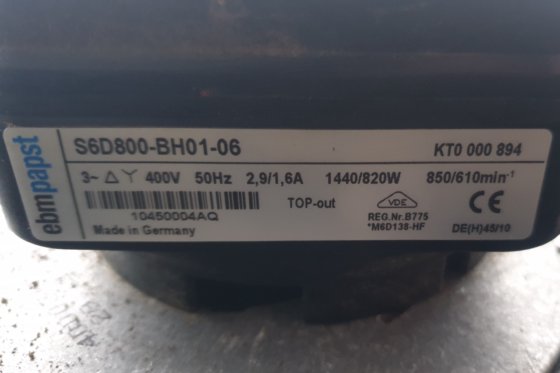 ebmpapst
S6D800-BH01-06 KT0 000 894
3~ △ Y 400V 50Hz 2,9/1,6A 1440/820W 850/610min⁻¹
10450004AQ TOP-out VDE CE
REG.Nr.B775
Made in Germany *M6D138-HF DE(H)45/10